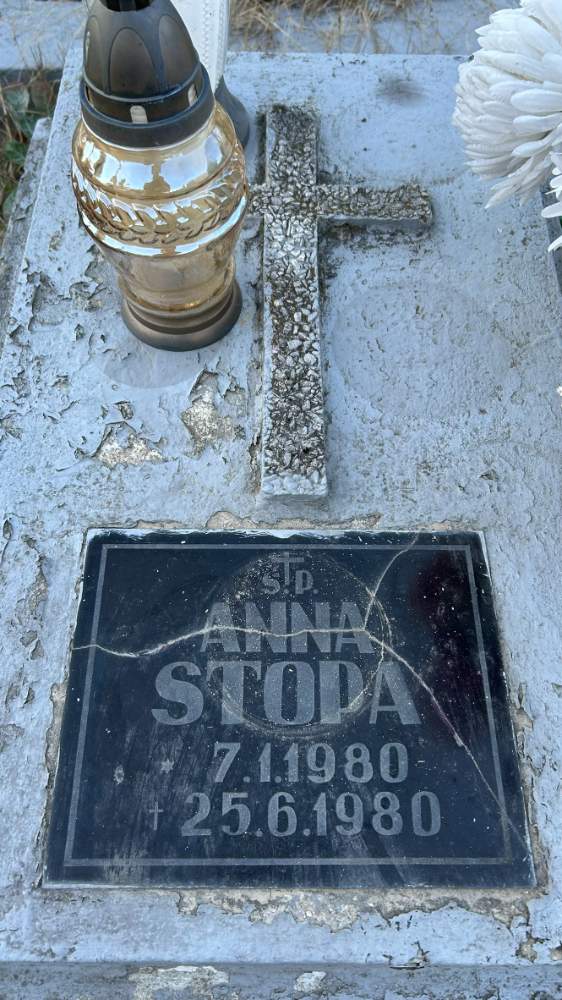 S.P.
ANNA
STOPA
* 7.1.1980
† 25.6.1980